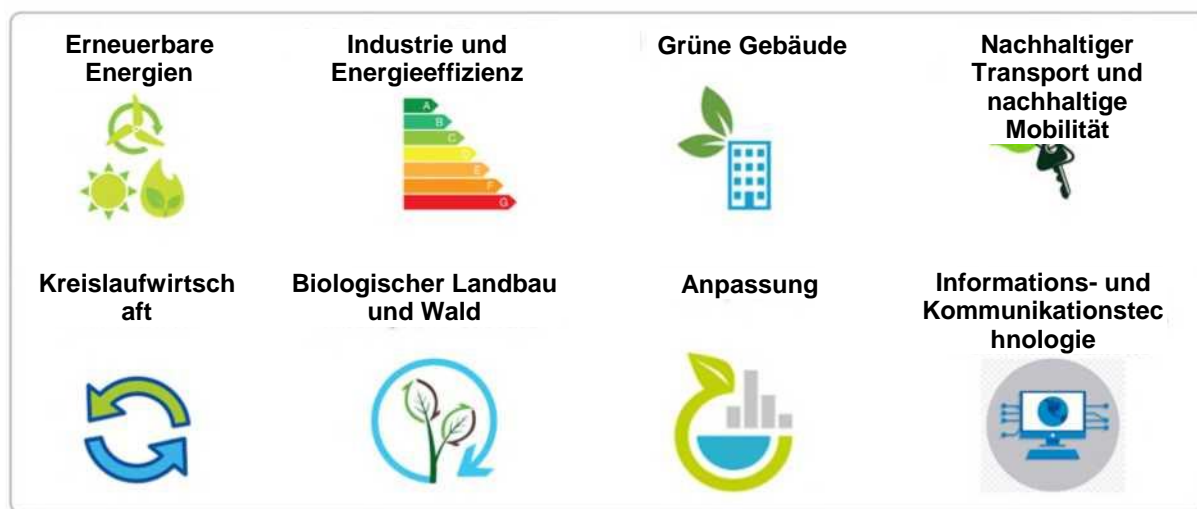 Erneuerbare
Energien
Industrie und
Energieeffizienz
Grüne Gebäude
Nachhaltiger
Transport und
nachhaltige
Mobilität
A
B
C
E
F
G
Kreislaufwirtsch
aft
Biologischer Landbau
und Wald
Anpassung
Informations- und
Kommunikationstec
hnologie